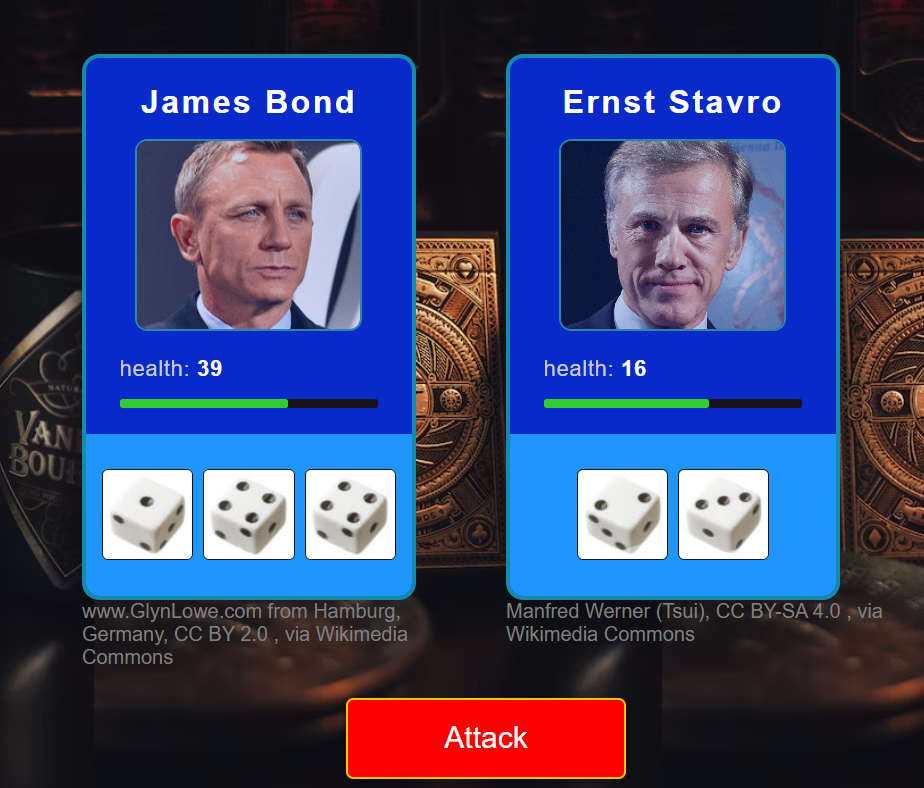 James Bond
Ernst Stavro
health: 39
health: 16
www.GlynLowe.com from Hamburg,
Germany, CC BY 2.0 , via Wikimedia
Commons
Manfred Werner (Tsui), CC BY-SA 4.0 , via
Wikimedia Commons
Attack